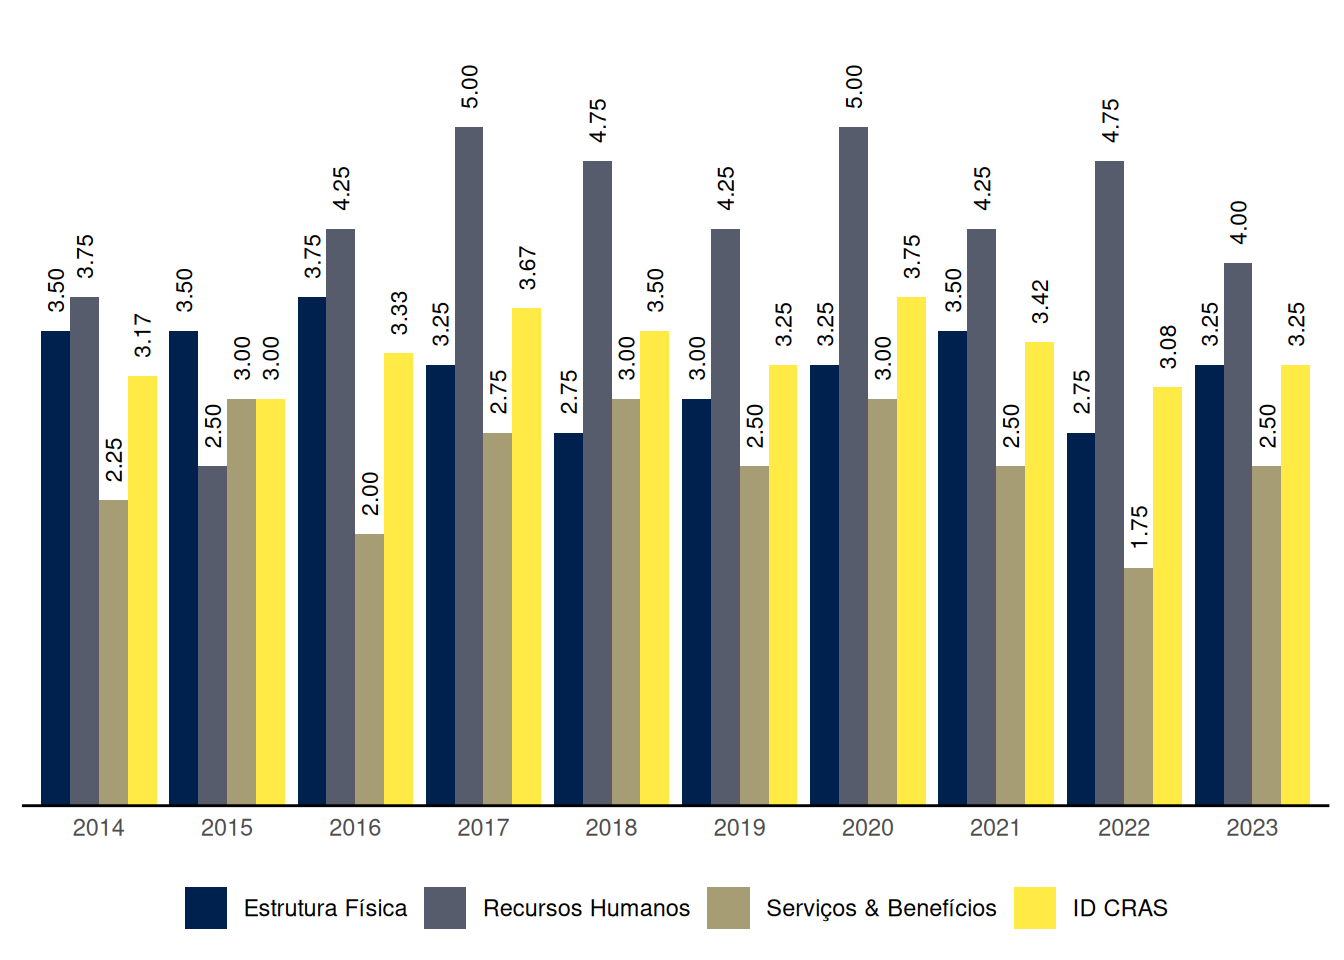 3.50 3.75 2.25 3.17
3.50 2.50 3.00 3.00
3.75 4.25 2.00 3.33
3.25 5.00 2.75 3.67
2.75 4.75 3.00 3.50
3.00 4.25 2.50 3.25
3.25 5.00 3.00 3.75
3.50 4.25 2.50 3.42
2.75 4.75 1.75 3.08
3.25 4.00 2.50 3.25
2014 2015 2016 2017 2018 2019 2020 2021 2022 2023
Estrutura Física Recursos Humanos Serviços & Benefícios ID CRAS